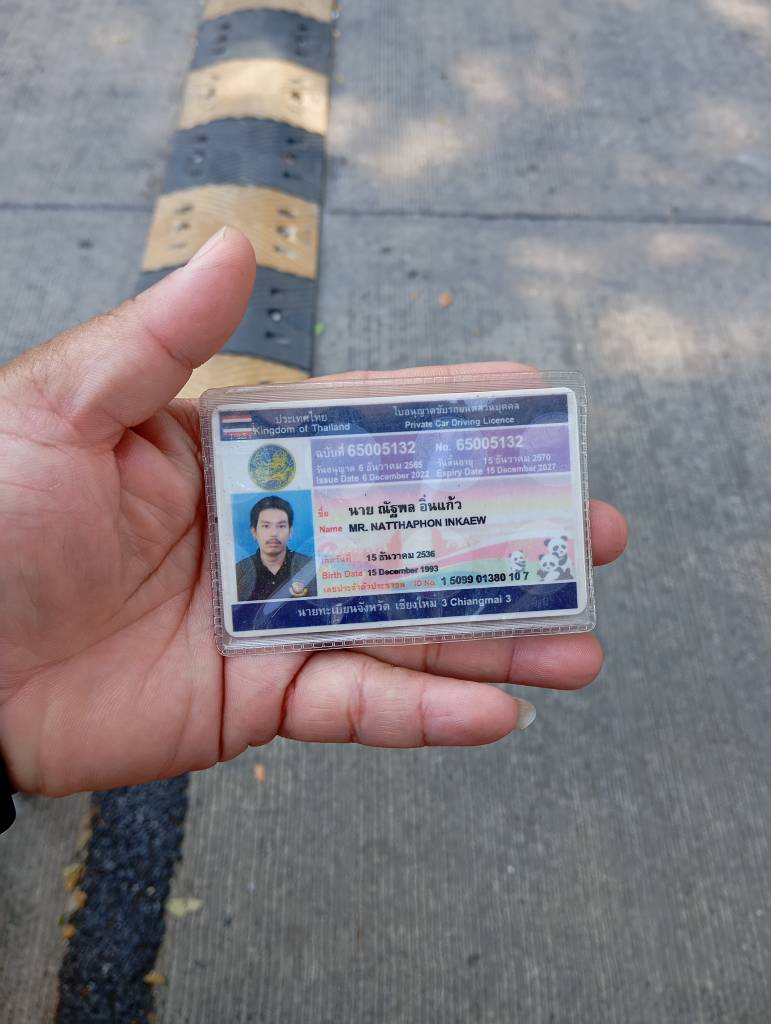 ประเทศไทย
Kingdom of Thailand
ใบอนุญาตขับรถยนต์ส่วนบุคคล
Private Car Driving Licence
ฉบับที่ 65005132 No. 65005132
วันอนุญาต 6 ธันวาคม 2565 วันสิ้นอายุ 15 ธันวาคม 2570
Issue Date 6 December 2022 Expiry Date 15 December 2027
ชื่อ นาย ณัฐพล อิ่นแก้ว
Name MR. NATTHAPHON INKAEW
เกิดวันที่ 15 ธันวาคม 2536
Birth Date 15 December 1993
เลขประจำตัวประชาชน / ID No. 1 5099 01380 10 7
นายทะเบียนจังหวัด เชียงใหม่ 3 Chiangmai 3